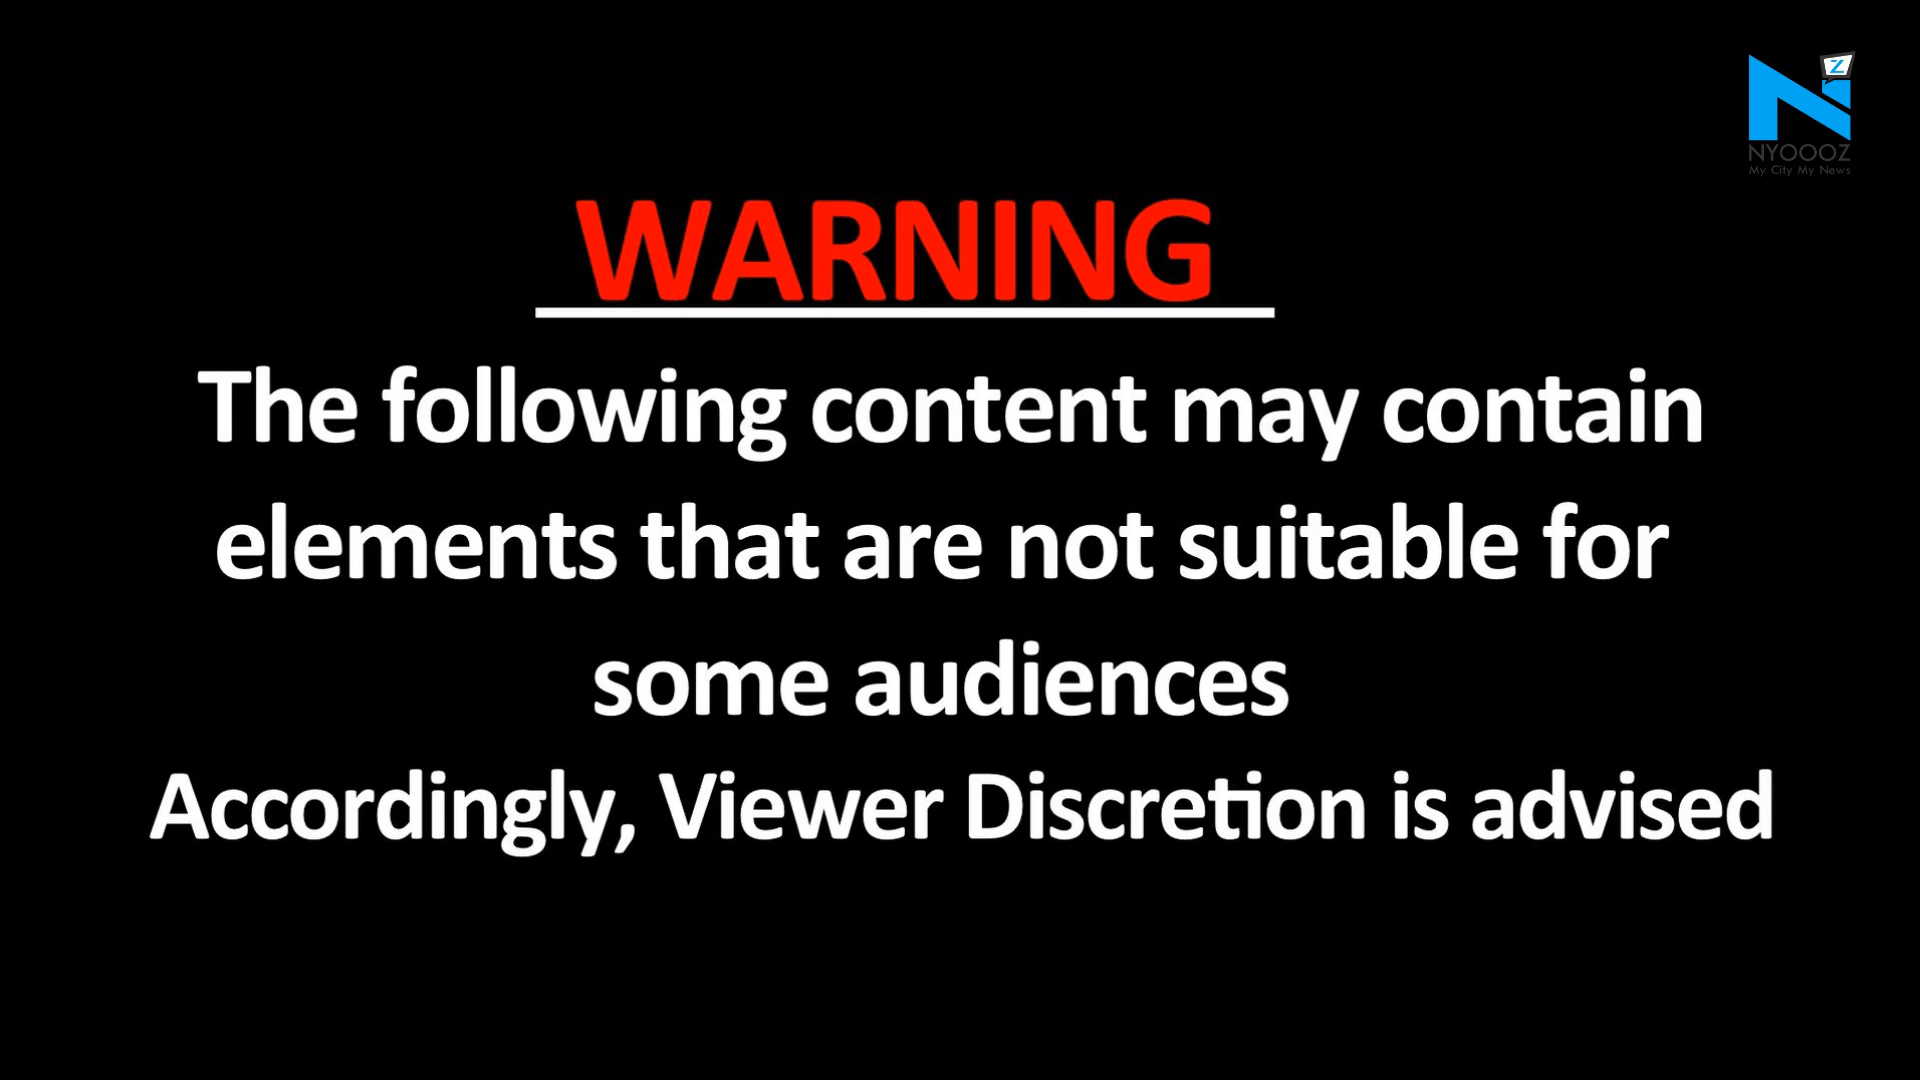 Z
NYOOOZ
My City My News
WARNING
The following content may contain
elements that are not suitable for
some audiences
Accordingly, Viewer Discretion is advised